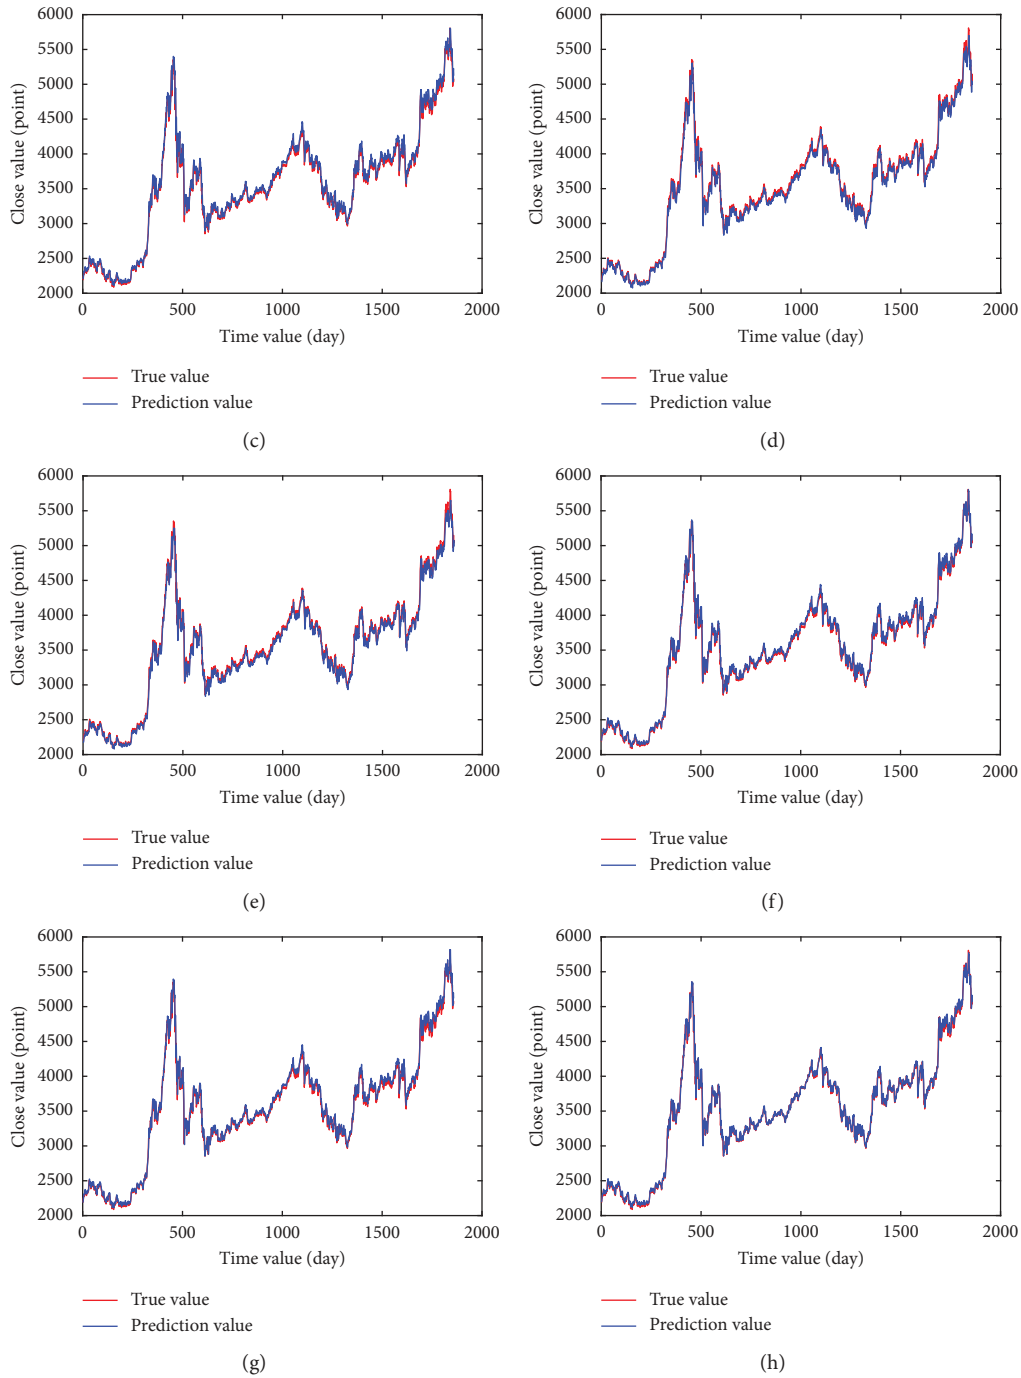 6000
5500
5000
4500
4000
3500
3000
2500
2000
Close value (point)
0 500 1000 1500 2000
Time value (day)
True value
Prediction value
(c)
6000
5500
5000
4500
4000
3500
3000
2500
2000
Close value (point)
0 500 1000 1500 2000
Time value (day)
True value
Prediction value
(d)
6000
5500
5000
4500
4000
3500
3000
2500
2000
Close value (point)
0 500 1000 1500 2000
Time value (day)
True value
Prediction value
(e)
6000
5500
5000
4500
4000
3500
3000
2500
2000
Close value (point)
0 500 1000 1500 2000
Time value (day)
True value
Prediction value
(f)
6000
5500
5000
4500
4000
3500
3000
2500
2000
Close value (point)
0 500 1000 1500 2000
Time value (day)
True value
Prediction value
(g)
6000
5500
5000
4500
4000
3500
3000
2500
2000
Close value (point)
0 500 1000 1500 2000
Time value (day)
True value
Prediction value
(h)